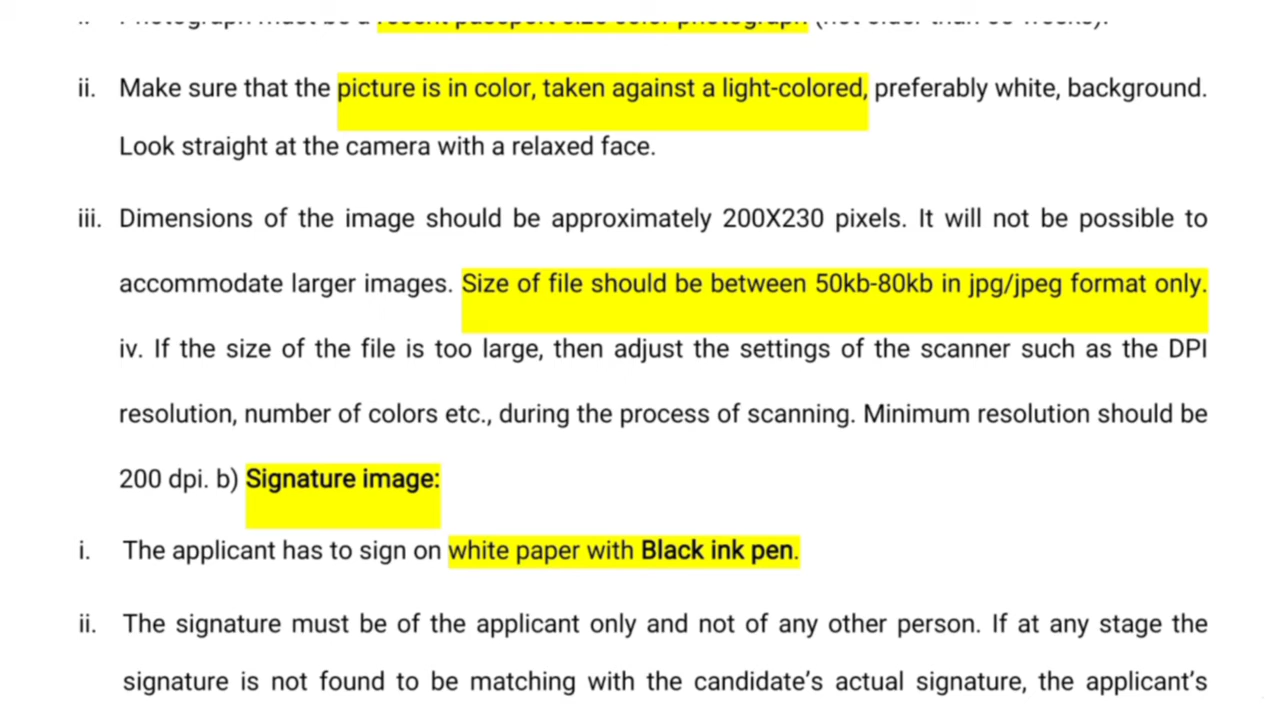 ii. Make sure that the picture is in color, taken against a light-colored, preferably white, background.
Look straight at the camera with a relaxed face.
iii. Dimensions of the image should be approximately 200X230 pixels. It will not be possible to
accommodate larger images. Size of file should be between 50kb-80kb in jpg/jpeg format only.
iv. If the size of the file is too large, then adjust the settings of the scanner such as the DPI
resolution, number of colors etc., during the process of scanning. Minimum resolution should be
200 dpi. b) Signature image:
i. The applicant has to sign on white paper with Black ink pen.
ii. The signature must be of the applicant only and not of any other person. If at any stage the
signature is not found to be matching with the candidate's actual signature, the applicant's